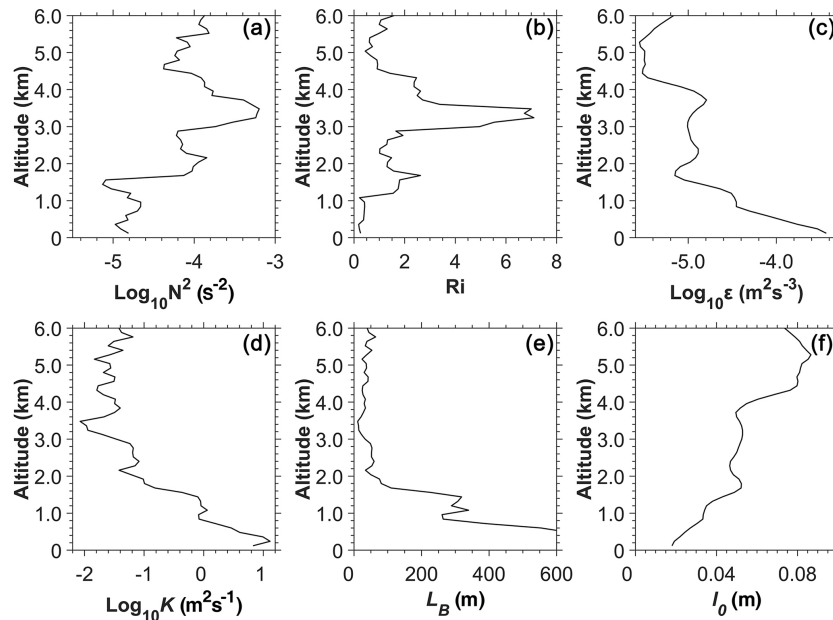 6.0
5.0
4.0
3.0
2.0
1.0
0
Altitude (km)
(a)
-5 -4 -3
Log₁₀N² (s⁻²)
6.0
5.0
4.0
3.0
2.0
1.0
0
Altitude (km)
(b)
0 2 4 6 8
Ri
6.0
5.0
4.0
3.0
2.0
1.0
0
Altitude (km)
(c)
-5.0 -4.0
Log₁₀ε (m²s⁻³)
6.0
5.0
4.0
3.0
2.0
1.0
0
Altitude (km)
(d)
-2 -1 0 1
Log₁₀K (m²s⁻¹)
6.0
5.0
4.0
3.0
2.0
1.0
0
Altitude (km)
(e)
0 200 400 600
L_B (m)
6.0
5.0
4.0
3.0
2.0
1.0
0
Altitude (km)
(f)
0 0.04 0.08
l₀ (m)